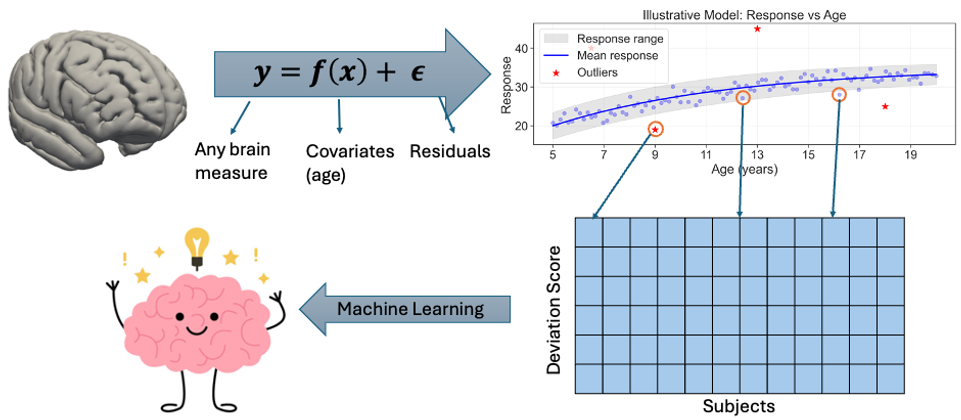 y = f(x) + ϵ
Any brain
measure
Covariates
(age)
Residuals
Illustrative Model: Response vs Age
Response range
Mean response
Outliers
Response
40
30
20
5
7
9
11
13
15
17
19
Age (years)
Deviation Score
Subjects
Machine Learning
! !